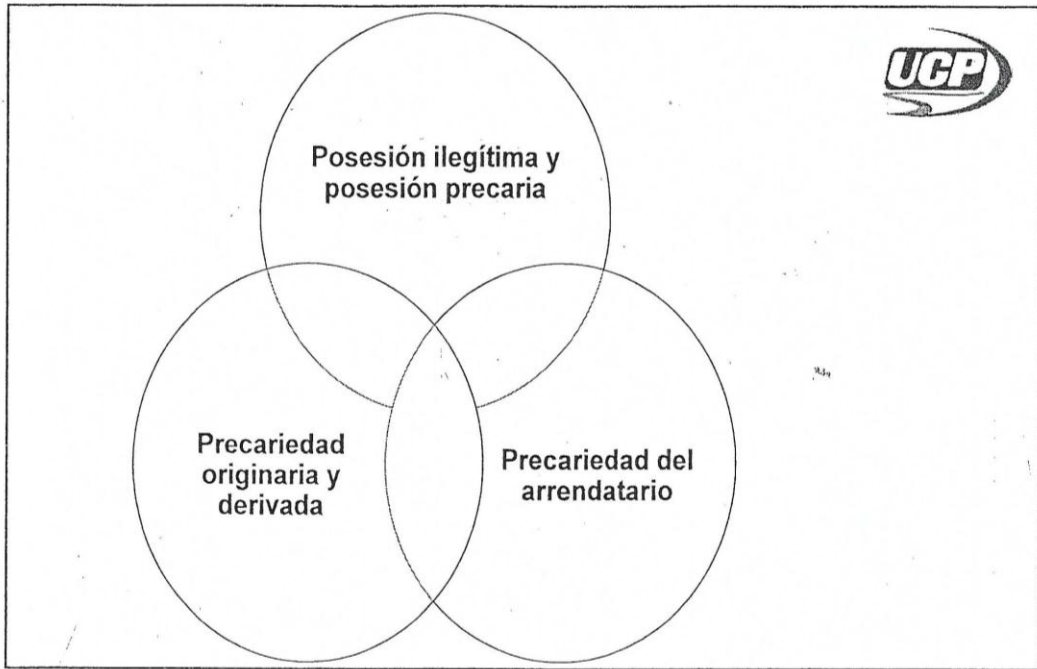 UCP
Posesión ilegítima y
posesión precaria
Precariedad
originaria y
derivada
Precariedad del
arrendatario